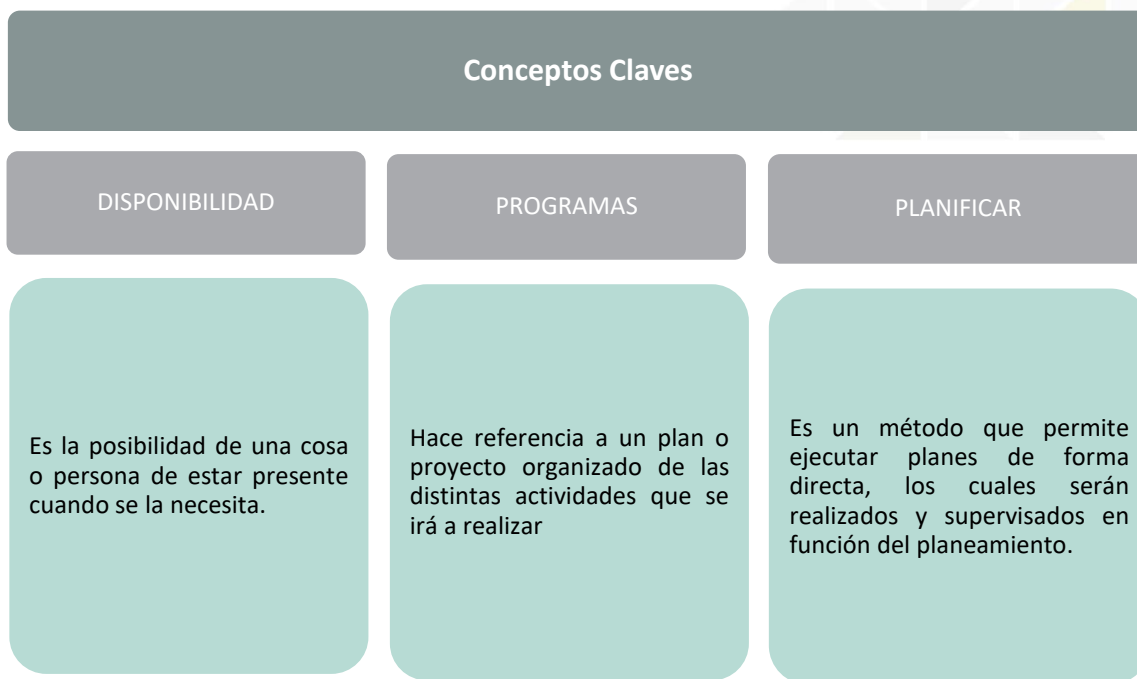 Conceptos Claves
DISPONIBILIDAD
PROGRAMAS
PLANIFICAR
Es la posibilidad de una cosa
o persona de estar presente
cuando se la necesita.
Hace referencia a un plan o
proyecto organizado de las
distintas actividades que se
irá a realizar
Es un método que permite
ejecutar planes de forma
directa, los cuales serán
realizados y supervisados en
función del planeamiento.